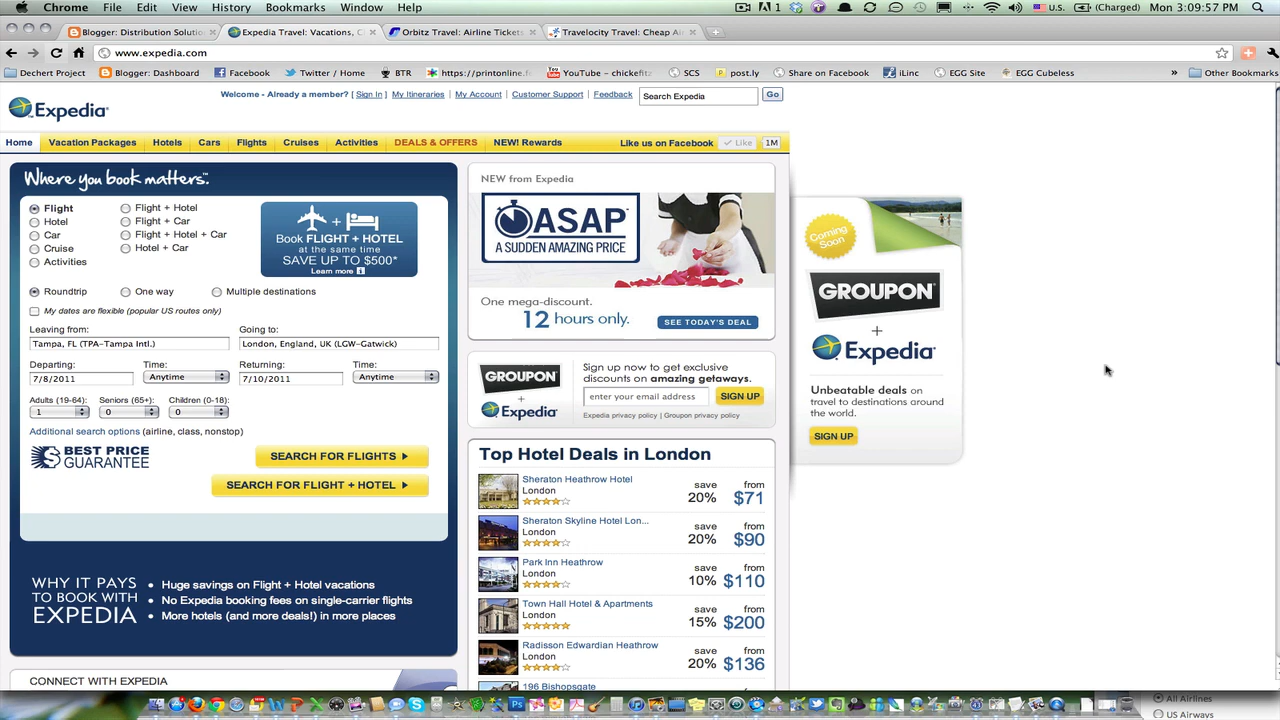 Chrome File Edit View History Bookmarks Window Help
1 U.S. (Charged) Mon 3:09:57 PM
Blogger: Distribution Solutio
Expedia Travel: Vacations, C
Orbitz Travel: Airline Tickets
Travelocity Travel: Cheap Ai
www.expedia.com
Dechert Project Blogger: Dashboard Facebook Twitter / Home BTR https://printonline.f YouTube - chickefitz SCS post.ly Share on Facebook iLinc EGG Site EGG Cubeless » Other Bookmarks
Welcome - Already a member? [ Sign In ] | My Itineraries | My Account | Customer Support | Feedback
Search Expedia
Go
Expedia
Home Vacation Packages Hotels Cars Flights Cruises Activities DEALS & OFFERS NEW! Rewards
Like us on Facebook Like 1M
Where you book matters.™
Flight
Hotel
Car
Cruise
Activities
Flight + Hotel
Flight + Car
Flight + Hotel + Car
Hotel + Car
+
Book FLIGHT + HOTEL
at the same time
SAVE UP TO $500*
Learn more
Roundtrip One way Multiple destinations
My dates are flexible (popular US routes only)
Leaving from: Going to:
Tampa, FL (TPA-Tampa Intl.) London, England, UK (LGW-Gatwick)
Departing: Time: Returning: Time:
7/8/2011 Anytime 7/10/2011 Anytime
Adults (19-64): Seniors (65+): Children (0-18):
1 0 0
Additional search options (airline, class, nonstop)
BEST PRICE
GUARANTEE
SEARCH FOR FLIGHTS
SEARCH FOR FLIGHT + HOTEL
WHY IT PAYS
TO BOOK WITH
EXPEDIA
• Huge savings on Flight + Hotel vacations
• No Expedia booking fees on single-carrier flights
• More hotels (and more deals!) in more places
CONNECT WITH EXPEDIA
NEW from Expedia
ASAP
A SUDDEN AMAZING PRICE
One mega-discount.
12 hours only.
SEE TODAY'S DEAL
GROUPON
+
Expedia
Sign up now to get exclusive
discounts on amazing getaways.
enter your email address
SIGN UP
Expedia privacy policy | Groupon privacy policy
Top Hotel Deals in London
Sheraton Heathrow Hotel
London
save
20%
from
$71
Sheraton Skyline Hotel Lon...
London
save
20%
from
$90
Park Inn Heathrow
London
save
10%
from
$110
Town Hall Hotel & Apartments
London
save
15%
from
$200
Radisson Edwardian Heathrow
London
save
20%
from
$136
196 Bishopsgate
save
from
Coming
Soon
GROUPON
+
Expedia
Unbeatable deals on
travel to destinations around
the world.
SIGN UP
All Airlines
US Airways